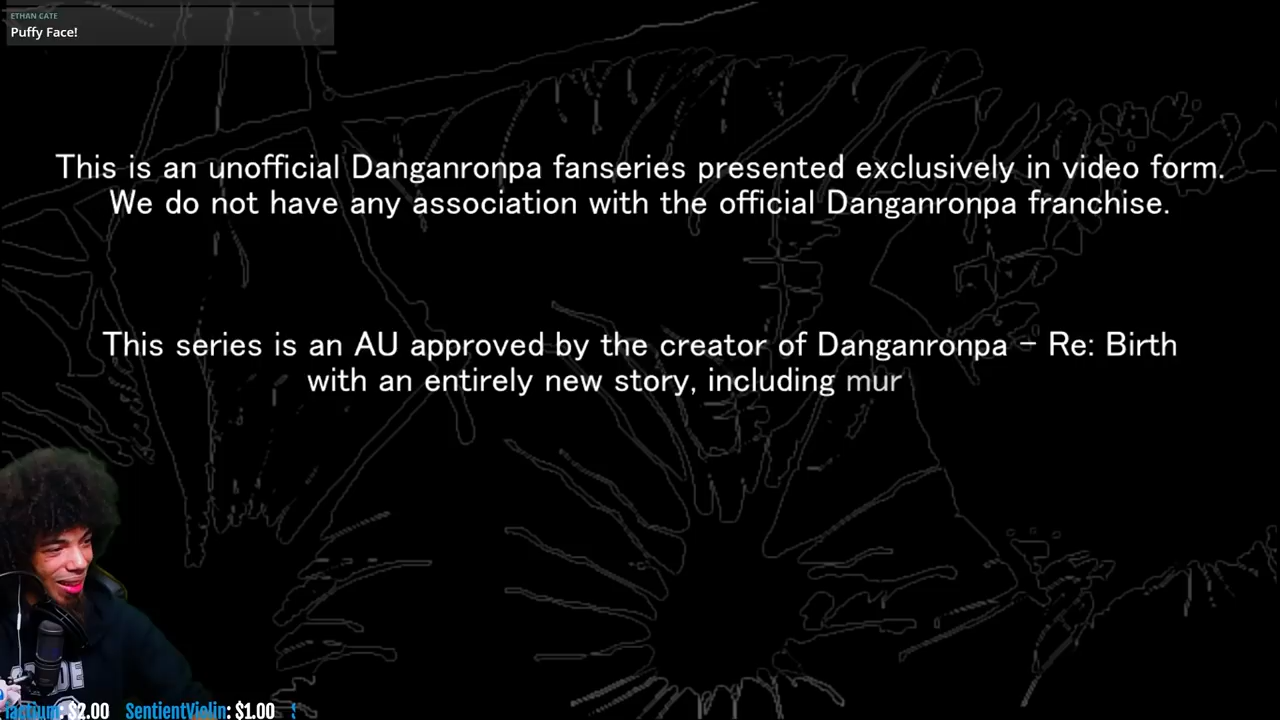 ETHAN CATE
Puffy Face!
This is an unofficial Danganronpa fanseries presented exclusively in video form.
We do not have any association with the official Danganronpa franchise.
This series is an AU approved by the creator of Danganronpa - Re: Birth
with an entirely new story, including mur
: $2.00 SentientViolin: $1.00